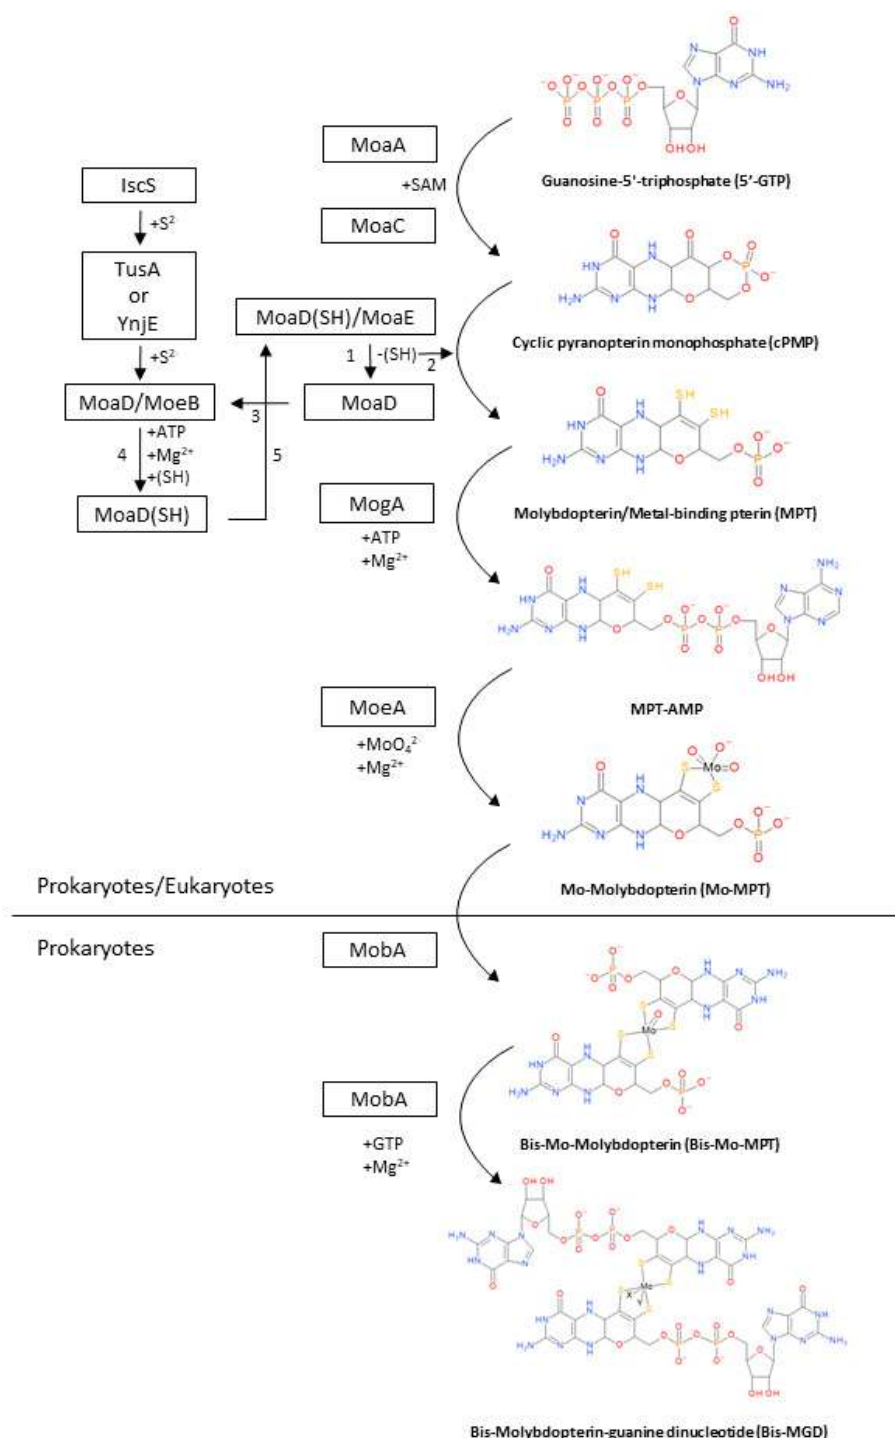 Guanosine-5'-triphosphate (5'-GTP)
MoaA
+SAM
MoaC
IscS
+S²
TusA
or
YnjE
+S²
MoaD(SH)/MoaE
1
-(SH)
2
Cyclic pyranopterin monophosphate (cPMP)
MoaD/MoeB
3
MoaD
4
+ATP
+Mg²⁺
+(SH)
5
MoaD(SH)
MogA
+ATP
+Mg²⁺
Molybdopterin/Metal-binding pterin (MPT)
MoeA
+MoO₄²
+Mg²⁺
MPT-AMP
Mo-Molybdopterin (Mo-MPT)
Prokaryotes/Eukaryotes
Prokaryotes
MobA
MobA
+GTP
+Mg²⁺
Bis-Mo-Molybdopterin (Bis-Mo-MPT)
Bis-Molybdopterin-guanine dinucleotide (Bis-MGD)